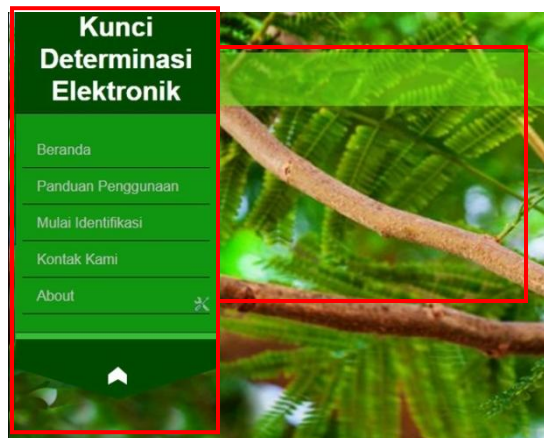 Kunci
Determinasi
Elektronik
Beranda
Panduan Penggunaan
Mulai Identifikasi
Kontak Kami
About